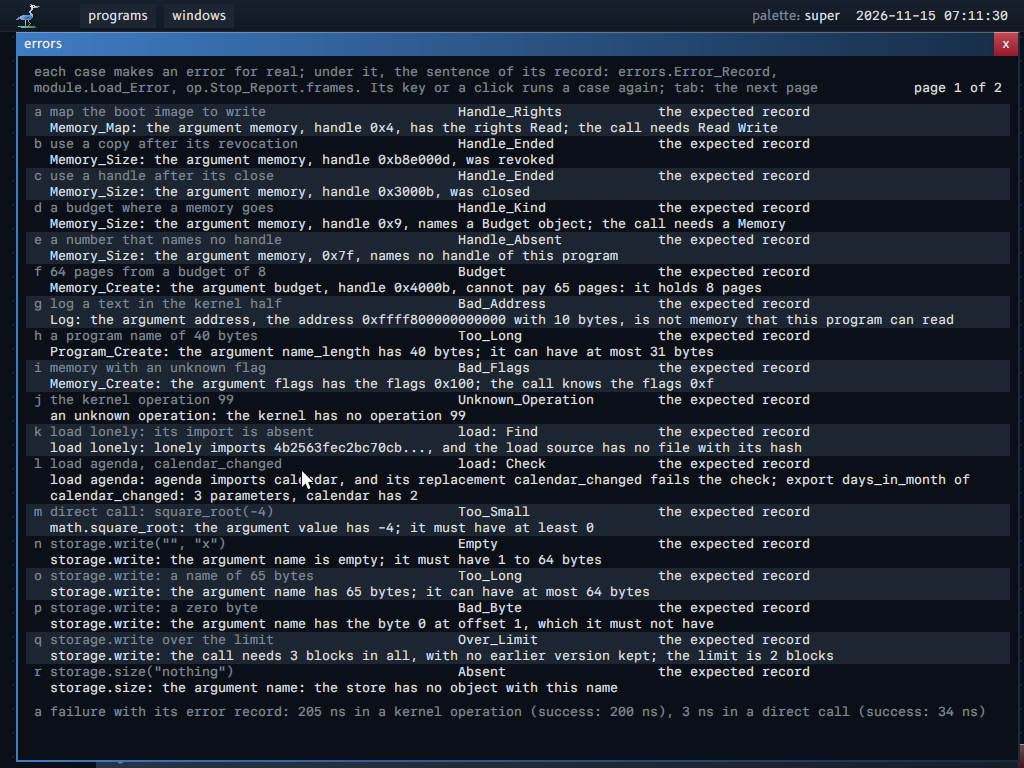 programs windows palette: super 2026-11-15 07:11:30
errors x
each case makes an error for real; under it, the sentence of its record: errors.Error_Record,
module.Load_Error, op.Stop_Report.frames. Its key or a click runs a case again; tab: the next page page 1 of 2
a map the boot image to write Handle_Rights the expected record
Memory_Map: the argument memory, handle 0x4, has the rights Read; the call needs Read Write
b use a copy after its revocation Handle_Ended the expected record
Memory_Size: the argument memory, handle 0xb8e000d, was revoked
c use a handle after its close Handle_Ended the expected record
Memory_Size: the argument memory, handle 0x3000b, was closed
d a budget where a memory goes Handle_Kind the expected record
Memory_Size: the argument memory, handle 0x9, names a Budget object; the call needs a Memory
e a number that names no handle Handle_Absent the expected record
Memory_Size: the argument memory, 0x7f, names no handle of this program
f 64 pages from a budget of 8 Budget the expected record
Memory_Create: the argument budget, handle 0x4000b, cannot pay 65 pages: it holds 8 pages
g log a text in the kernel half Bad_Address the expected record
Log: the argument address, the address 0xffff800000000000 with 10 bytes, is not memory that this program can read
h a program name of 40 bytes Too_Long the expected record
Program_Create: the argument name_length has 40 bytes; it can have at most 31 bytes
i memory with an unknown flag Bad_Flags the expected record
Memory_Create: the argument flags has the flags 0x100; the call knows the flags 0xf
j the kernel operation 99 Unknown_Operation the expected record
an unknown operation: the kernel has no operation 99
k load lonely: its import is absent load: Find the expected record
load lonely: lonely imports 4b2563fec2bc70cb..., and the load source has no file with its hash
l load agenda, calendar_changed load: Check the expected record
load agenda: agenda imports calendar, and its replacement calendar_changed fails the check; export days_in_month of
calendar_changed: 3 parameters, calendar has 2
m direct call: square_root(-4) Too_Small the expected record
math.square_root: the argument value has -4; it must have at least 0
n storage.write("", "x") Empty the expected record
storage.write: the argument name is empty; it must have 1 to 64 bytes
o storage.write: a name of 65 bytes Too_Long the expected record
storage.write: the argument name has 65 bytes; it can have at most 64 bytes
p storage.write: a zero byte Bad_Byte the expected record
storage.write: the argument name has the byte 0 at offset 1, which it must not have
q storage.write over the limit Over_Limit the expected record
storage.write: the call needs 3 blocks in all, with no earlier version kept; the limit is 2 blocks
r storage.size("nothing") Absent the expected record
storage.size: the argument name: the store has no object with this name
a failure with its error record: 205 ns in a kernel operation (success: 200 ns), 3 ns in a direct call (success: 34 ns)